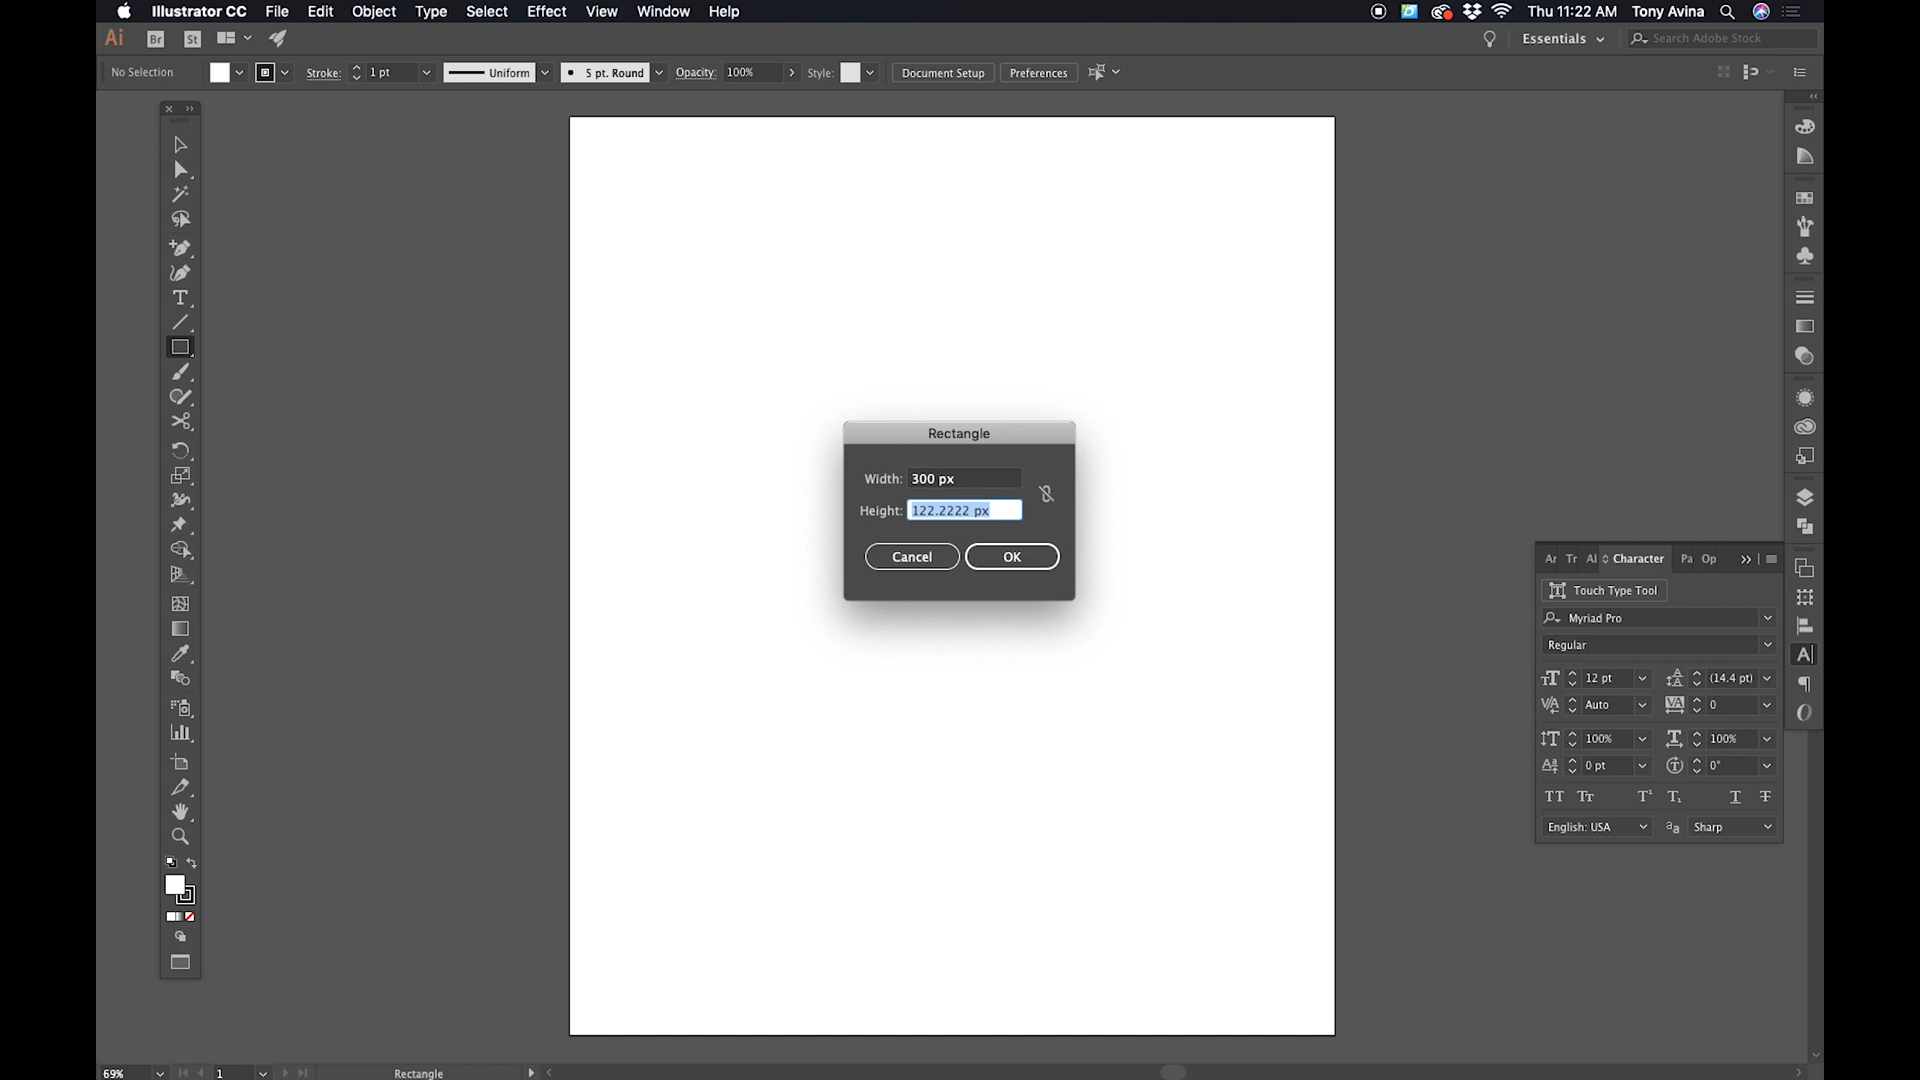 Illustrator CC File Edit Object Type Select Effect View Window Help Thu 11:22 AM Tony Avina
Ai Br St Essentials Search Adobe Stock
No Selection Stroke: 1 pt Uniform 5 pt. Round Opacity: 100% Style: Document Setup Preferences
Rectangle
Width: 300 px
Height: 122.2222 px
Cancel OK
Ar Tr Al Character Pa Op
Touch Type Tool
Myriad Pro
Regular
12 pt (14.4 pt)
Auto 0
100% 100%
0 pt 0°
English: USA Sharp
69% 1 Rectangle